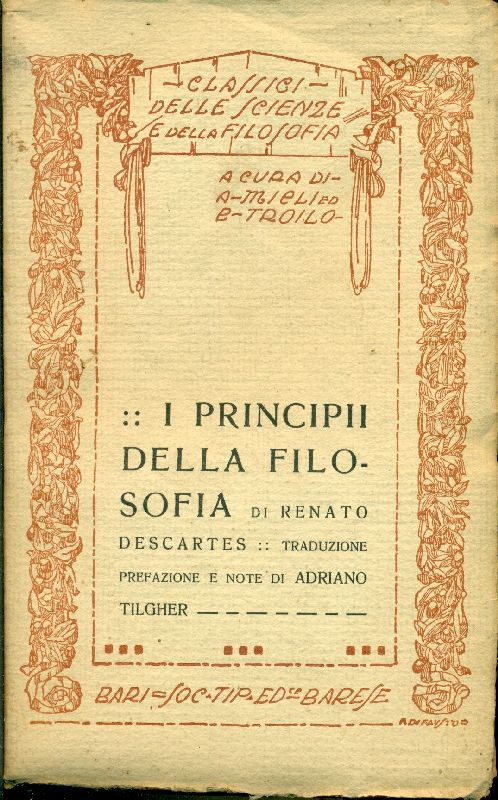 -CLASSICI-
DELLE SCIENZE
E DELLA FILOSOFIA
A CURA DI-
A-MIELI ED
E-TROILO-
:: I PRINCIPII
DELLA FILO-
SOFIA DI RENATO
DESCARTES :: TRADUZIONE
PREFAZIONE E NOTE DI ADRIANO
TILGHER — — — — — — —
BARI=SOC·TIP·EDce BARESE